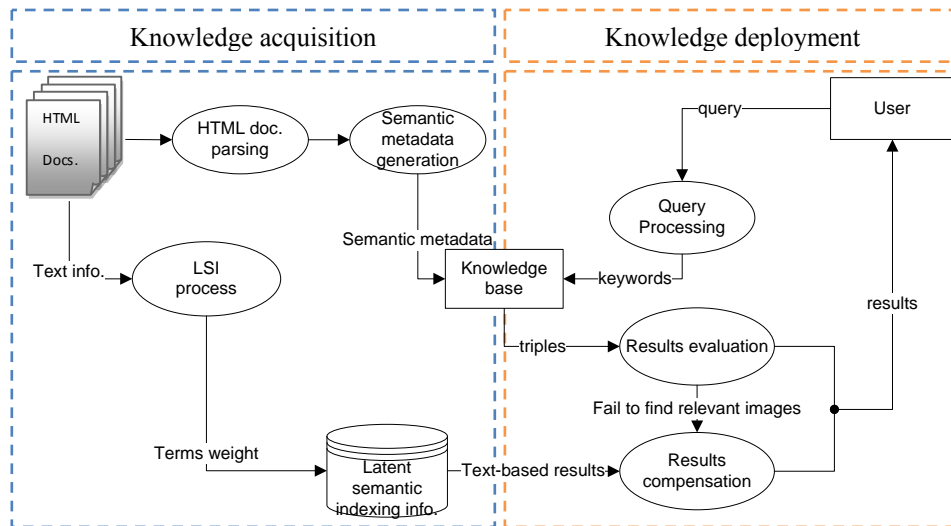 Knowledge acquisition
Knowledge deployment
HTML
Docs.
HTML doc.
parsing
Semantic
metadada
generation
query
User
Query
Processing
Semantic metadata
Text info.
LSI
process
Knowledge
base
keywords
results
triples
Results evaluation
Fail to find relevant images
Terms weight
Latent
semantic
indexing info.
Text-based results
Results
compensation